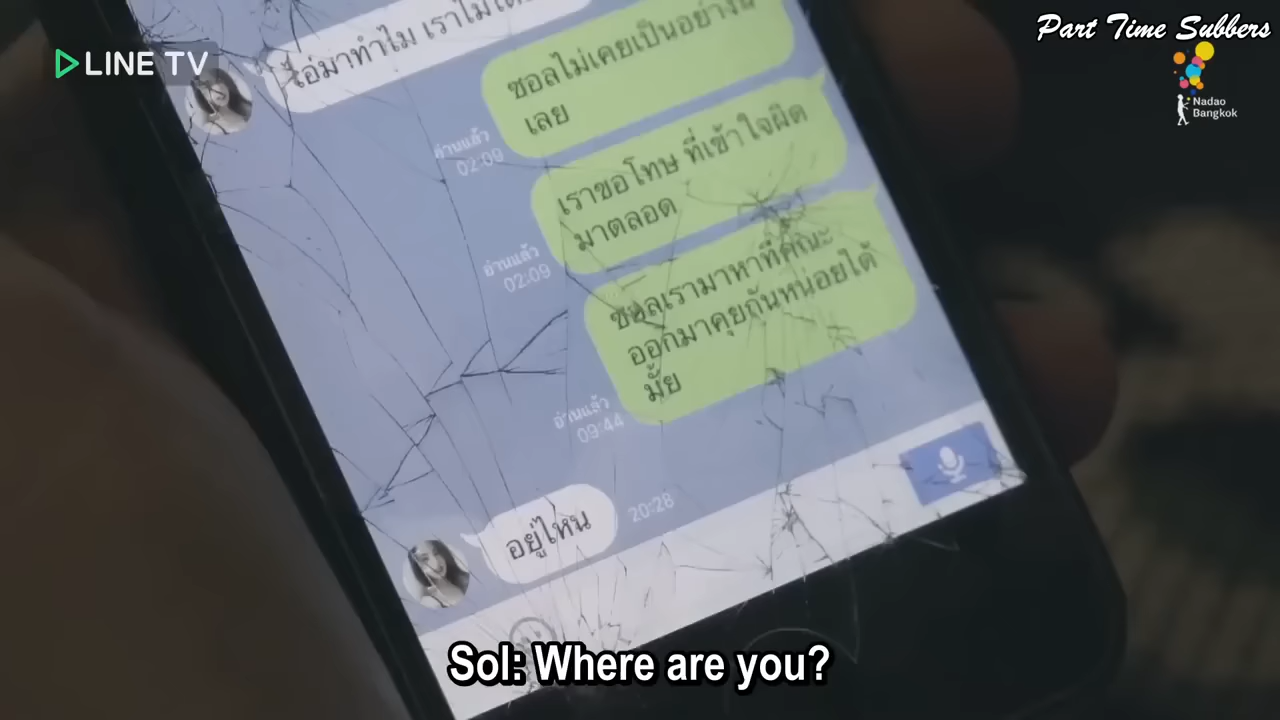 Part Time Subbers
LINE TV
Nadao
Bangkok
มาทำไม
ซอลไม่เคยเป็นอย่างนี้
เลย
อ่านแล้ว
02:09
เราขอโทษ ที่เข้าใจผิด
มาตลอด
อ่านแล้ว
02:09
ซอลเรามาหาที่คณะ
ออกมาคุยกันหน่อยได้
มั้ย
อ่านแล้ว
09:44
อยู่ไหน
20:28
Sol: Where are you?